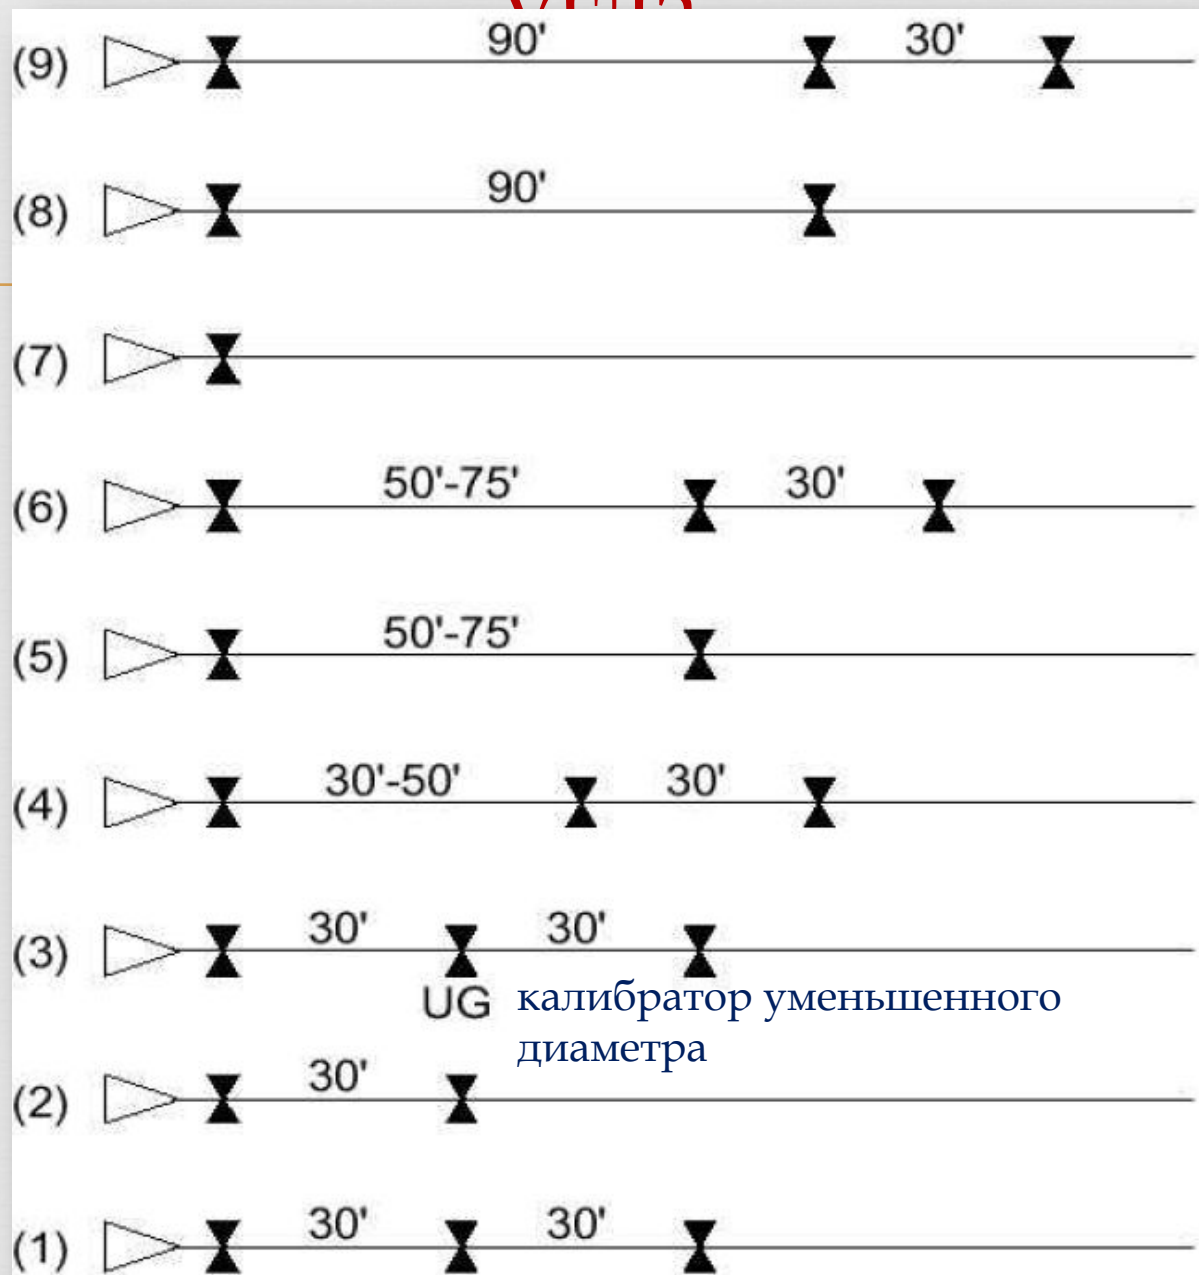 (9) 90' 30'
(8) 90'
(7)
(6) 50'-75' 30'
(5) 50'-75'
(4) 30'-50' 30'
(3) 30' 30'
UG калибратор уменьшенного
диаметра
(2) 30'
(1) 30' 30'